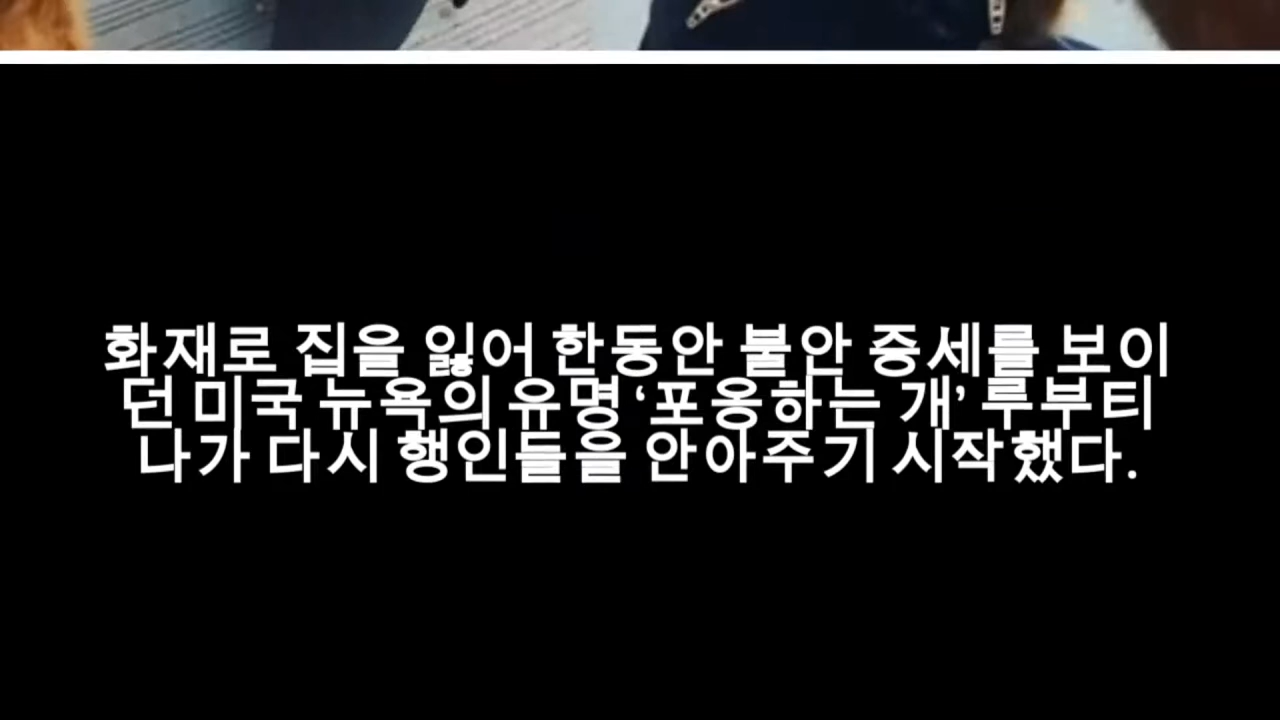 화재로 집을 잃어 한동안 불안 증세를 보이
던 미국 뉴욕의 유명 ‘포옹하는 개’ 루부티
나가 다시 행인들을 안아주기 시작했다.